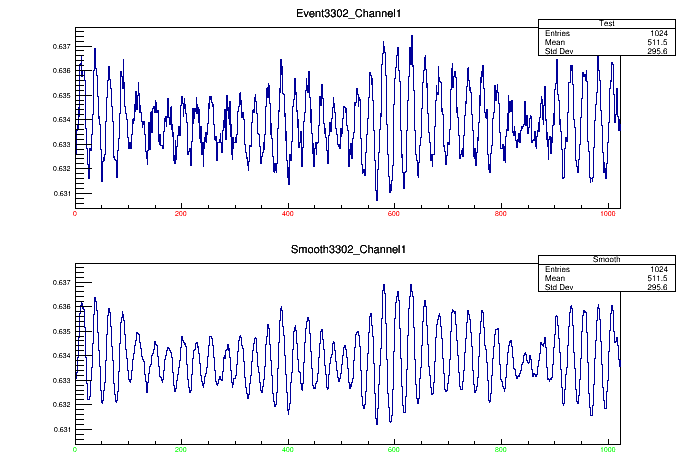 Event3302_Channel1
Test
Entries 1024
Mean 511.5
Std Dev 295.6
0.637
0.636
0.635
0.634
0.633
0.632
0.631
0 200 400 600 800 1000
Smooth3302_Channel1
Smooth
Entries 1024
Mean 511.5
Std Dev 295.6
0.637
0.636
0.635
0.634
0.633
0.632
0.631
0 200 400 600 800 1000